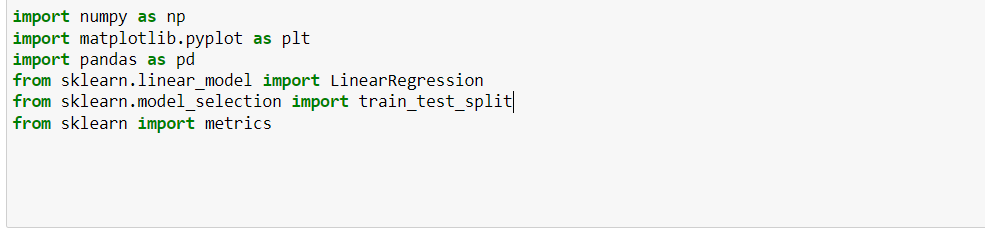 import numpy as np
import matplotlib.pyplot as plt
import pandas as pd
from sklearn.linear_model import LinearRegression
from sklearn.model_selection import train_test_split
from sklearn import metrics